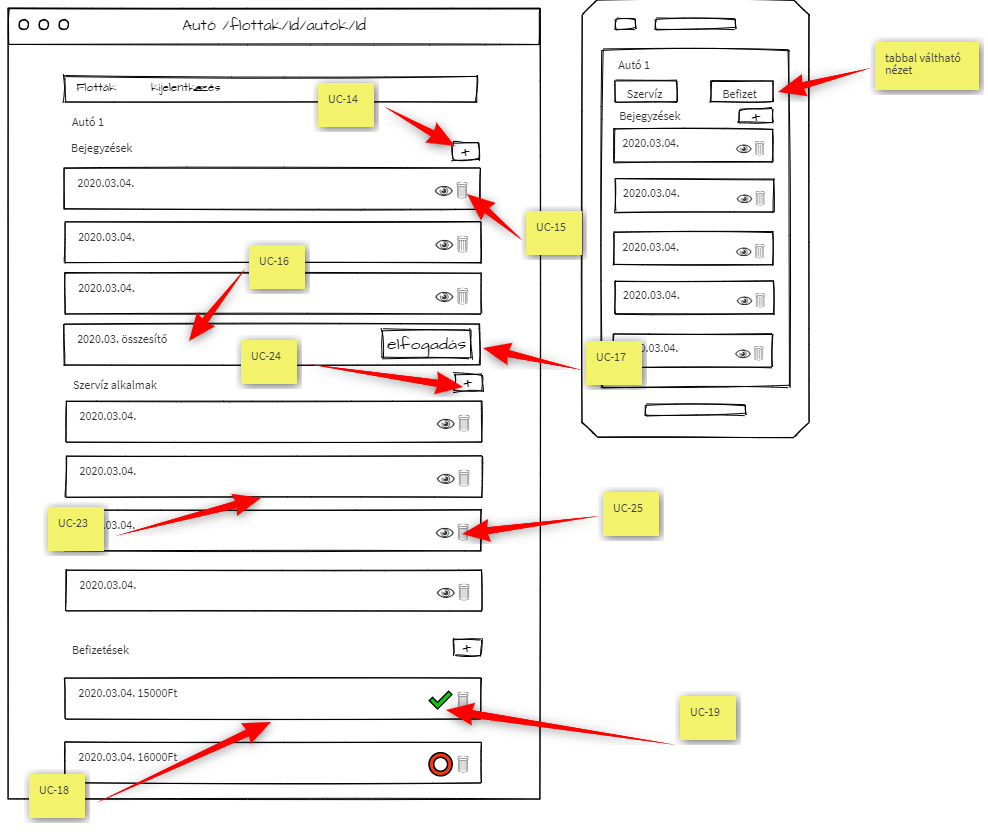 Autó /flottak/id/autok/id
Flották kijelentkezés
UC-14
Autó 1
Bejegyzések
+
2020.03.04.
UC-15
2020.03.04.
UC-16
2020.03.04.
2020.03. összesítő
elfogadás
UC-17
UC-24
Szervíz alkalmak
+
2020.03.04.
2020.03.04.
UC-23
03.04.
UC-25
2020.03.04.
Befizetések
+
2020.03.04. 15000Ft
UC-19
2020.03.04. 16000Ft
UC-18
Autó 1
tabbal váltható
nézet
Szervíz
Befizet
Bejegyzések
+
2020.03.04.
2020.03.04.
2020.03.04.
2020.03.04.
0.03.04.